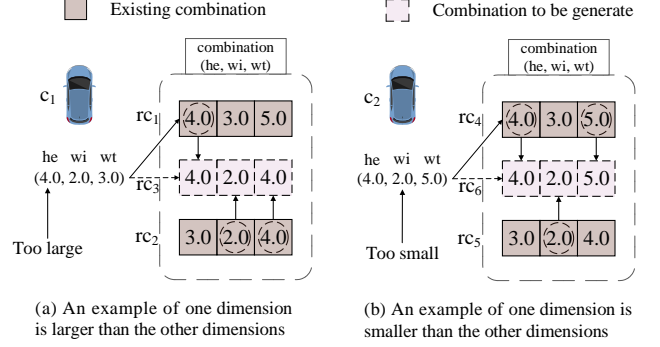 Existing combination
Combination to be generate
combination
(he, wi, wt)
c1
rc1
4.0 3.0 5.0
he wi wt
(4.0, 2.0, 3.0)
rc3
4.0 2.0 4.0
Too large
rc2
3.0 2.0 4.0
(a) An example of one dimension
is larger than the other dimensions
combination
(he, wi, wt)
c2
rc4
4.0 3.0 5.0
he wi wt
(4.0, 2.0, 5.0)
rc6
4.0 2.0 5.0
Too small
rc5
3.0 2.0 4.0
(b) An example of one dimension is
smaller than the other dimensions